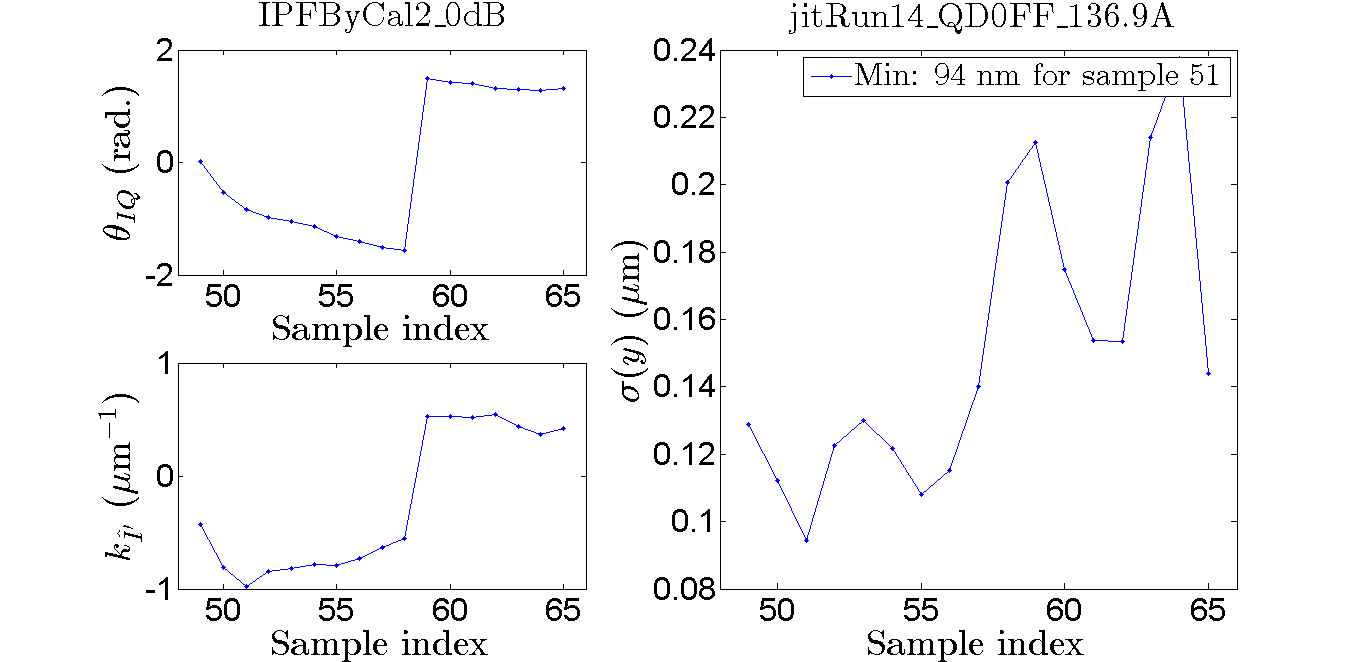 IPFByCal2_0dB
2
0
-2
θ_IQ (rad.)
50 55 60 65
Sample index
1
0
-1
k_Î′ (μm⁻¹)
50 55 60 65
Sample index
jitRun14_QD0FF_136.9A
Min: 94 nm for sample 51
0.24
0.22
0.2
0.18
0.16
0.14
0.12
0.1
0.08
σ(y) (μm)
50 55 60 65
Sample index